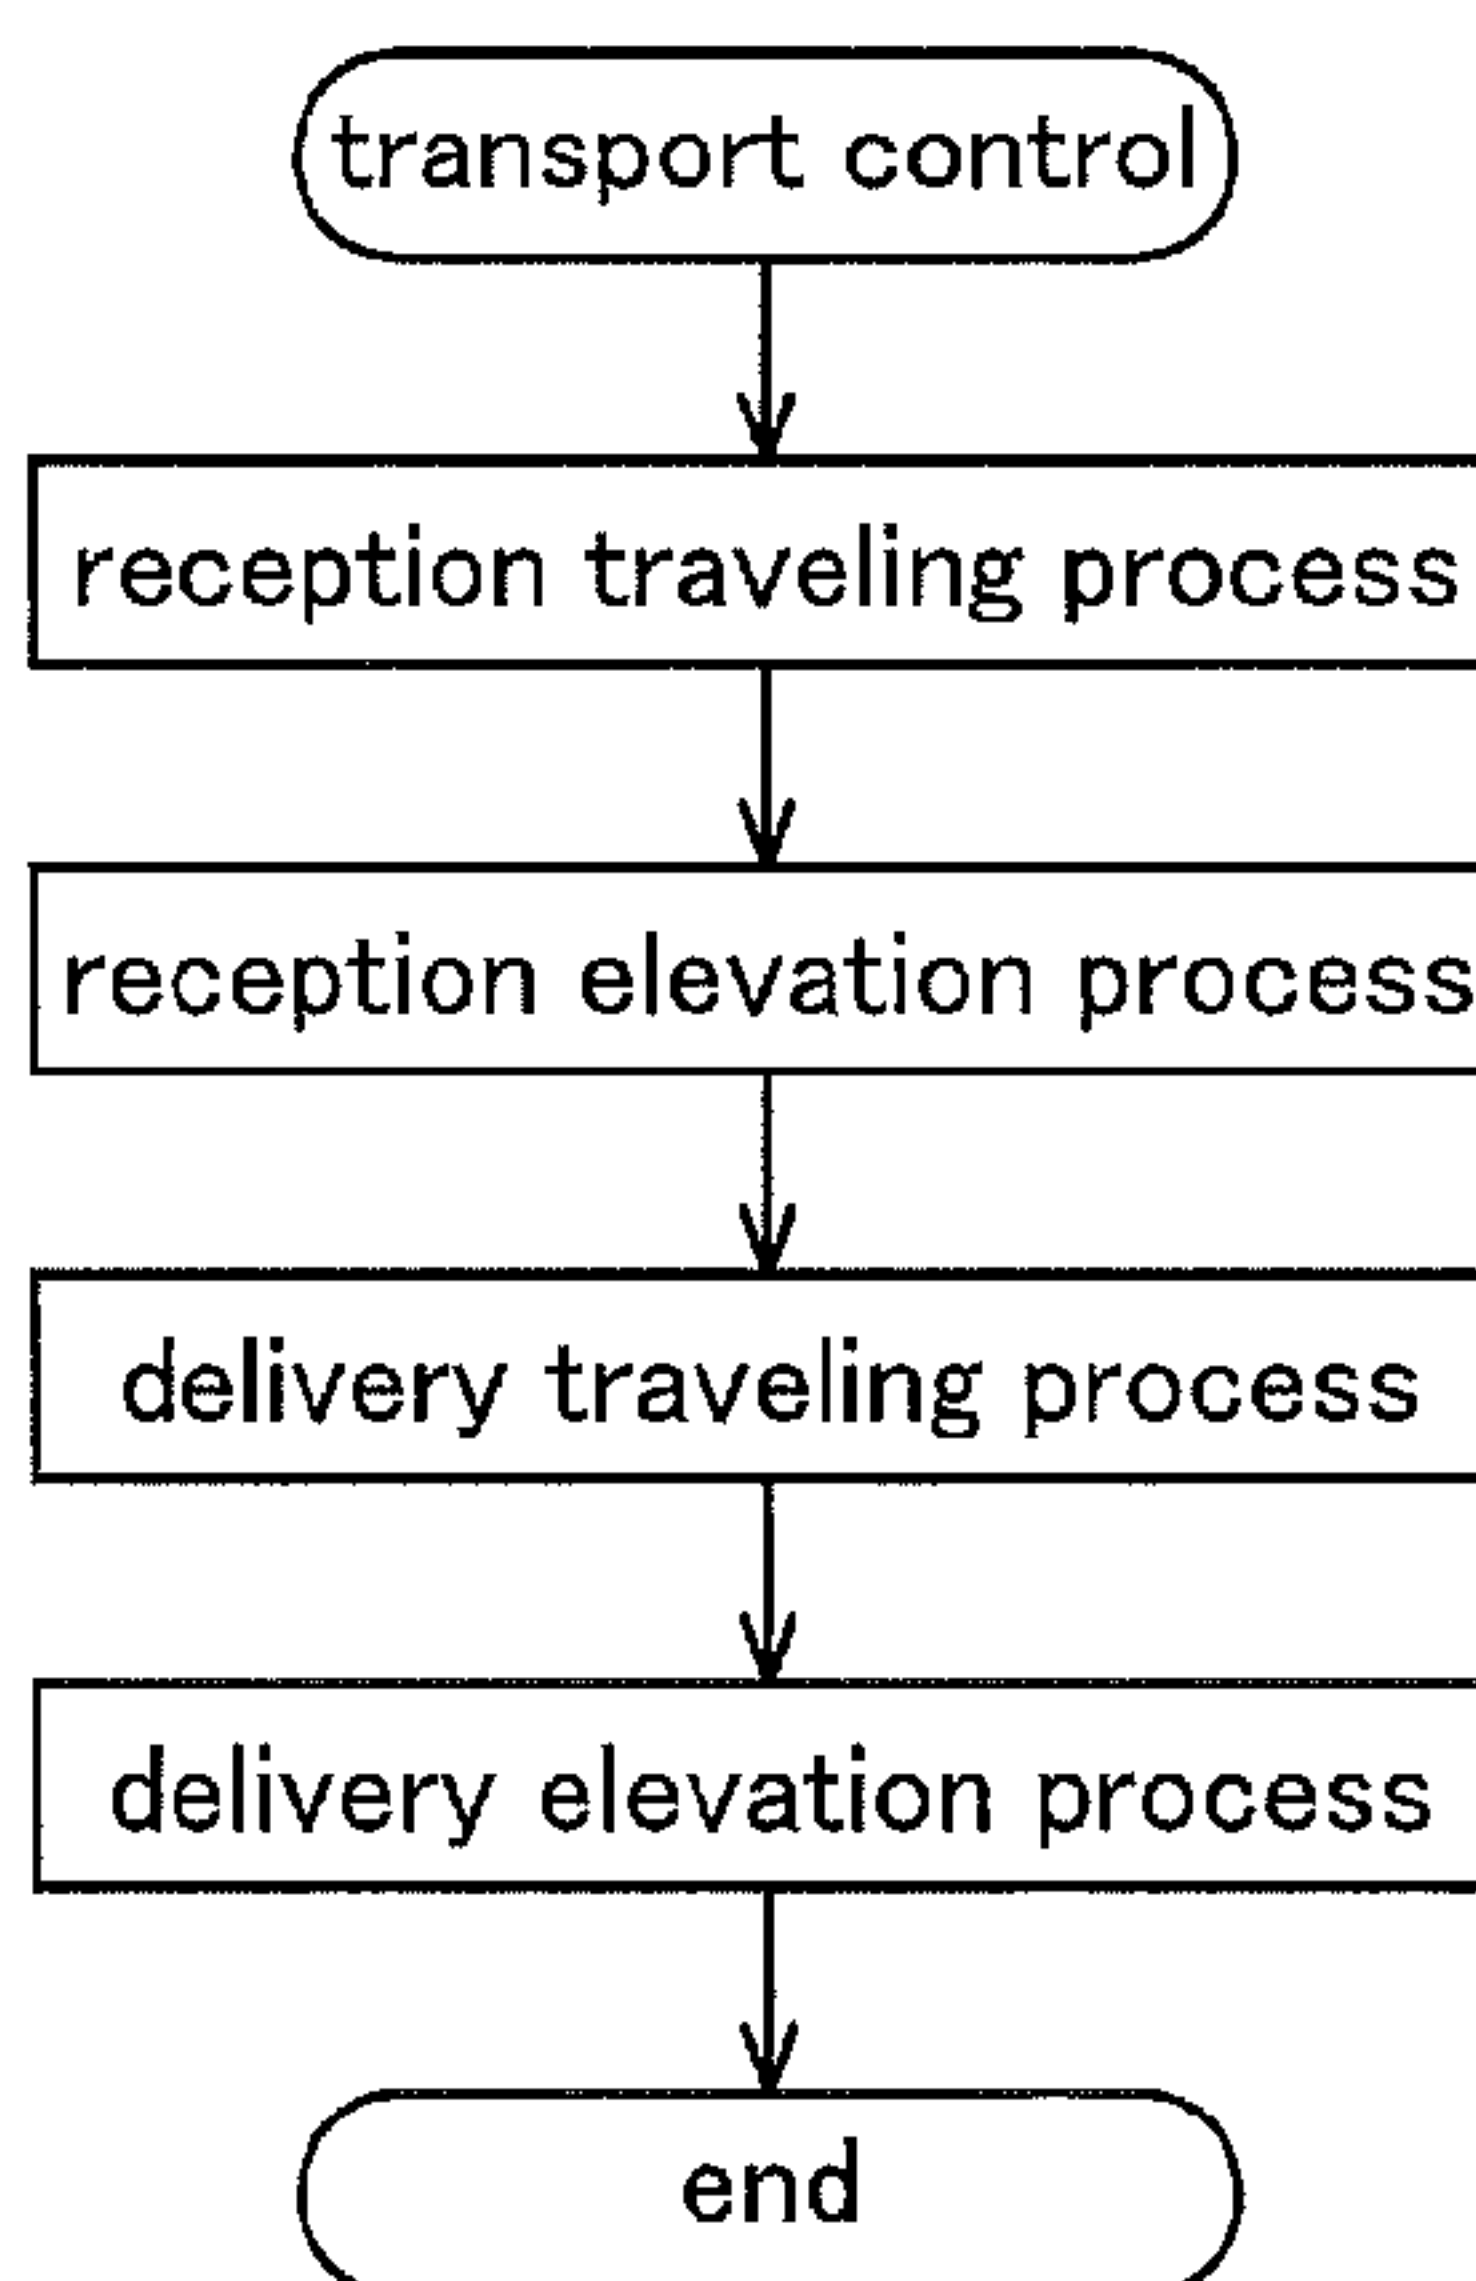 transport control
reception traveling process
reception elevation process
delivery traveling process
delivery elevation process
end